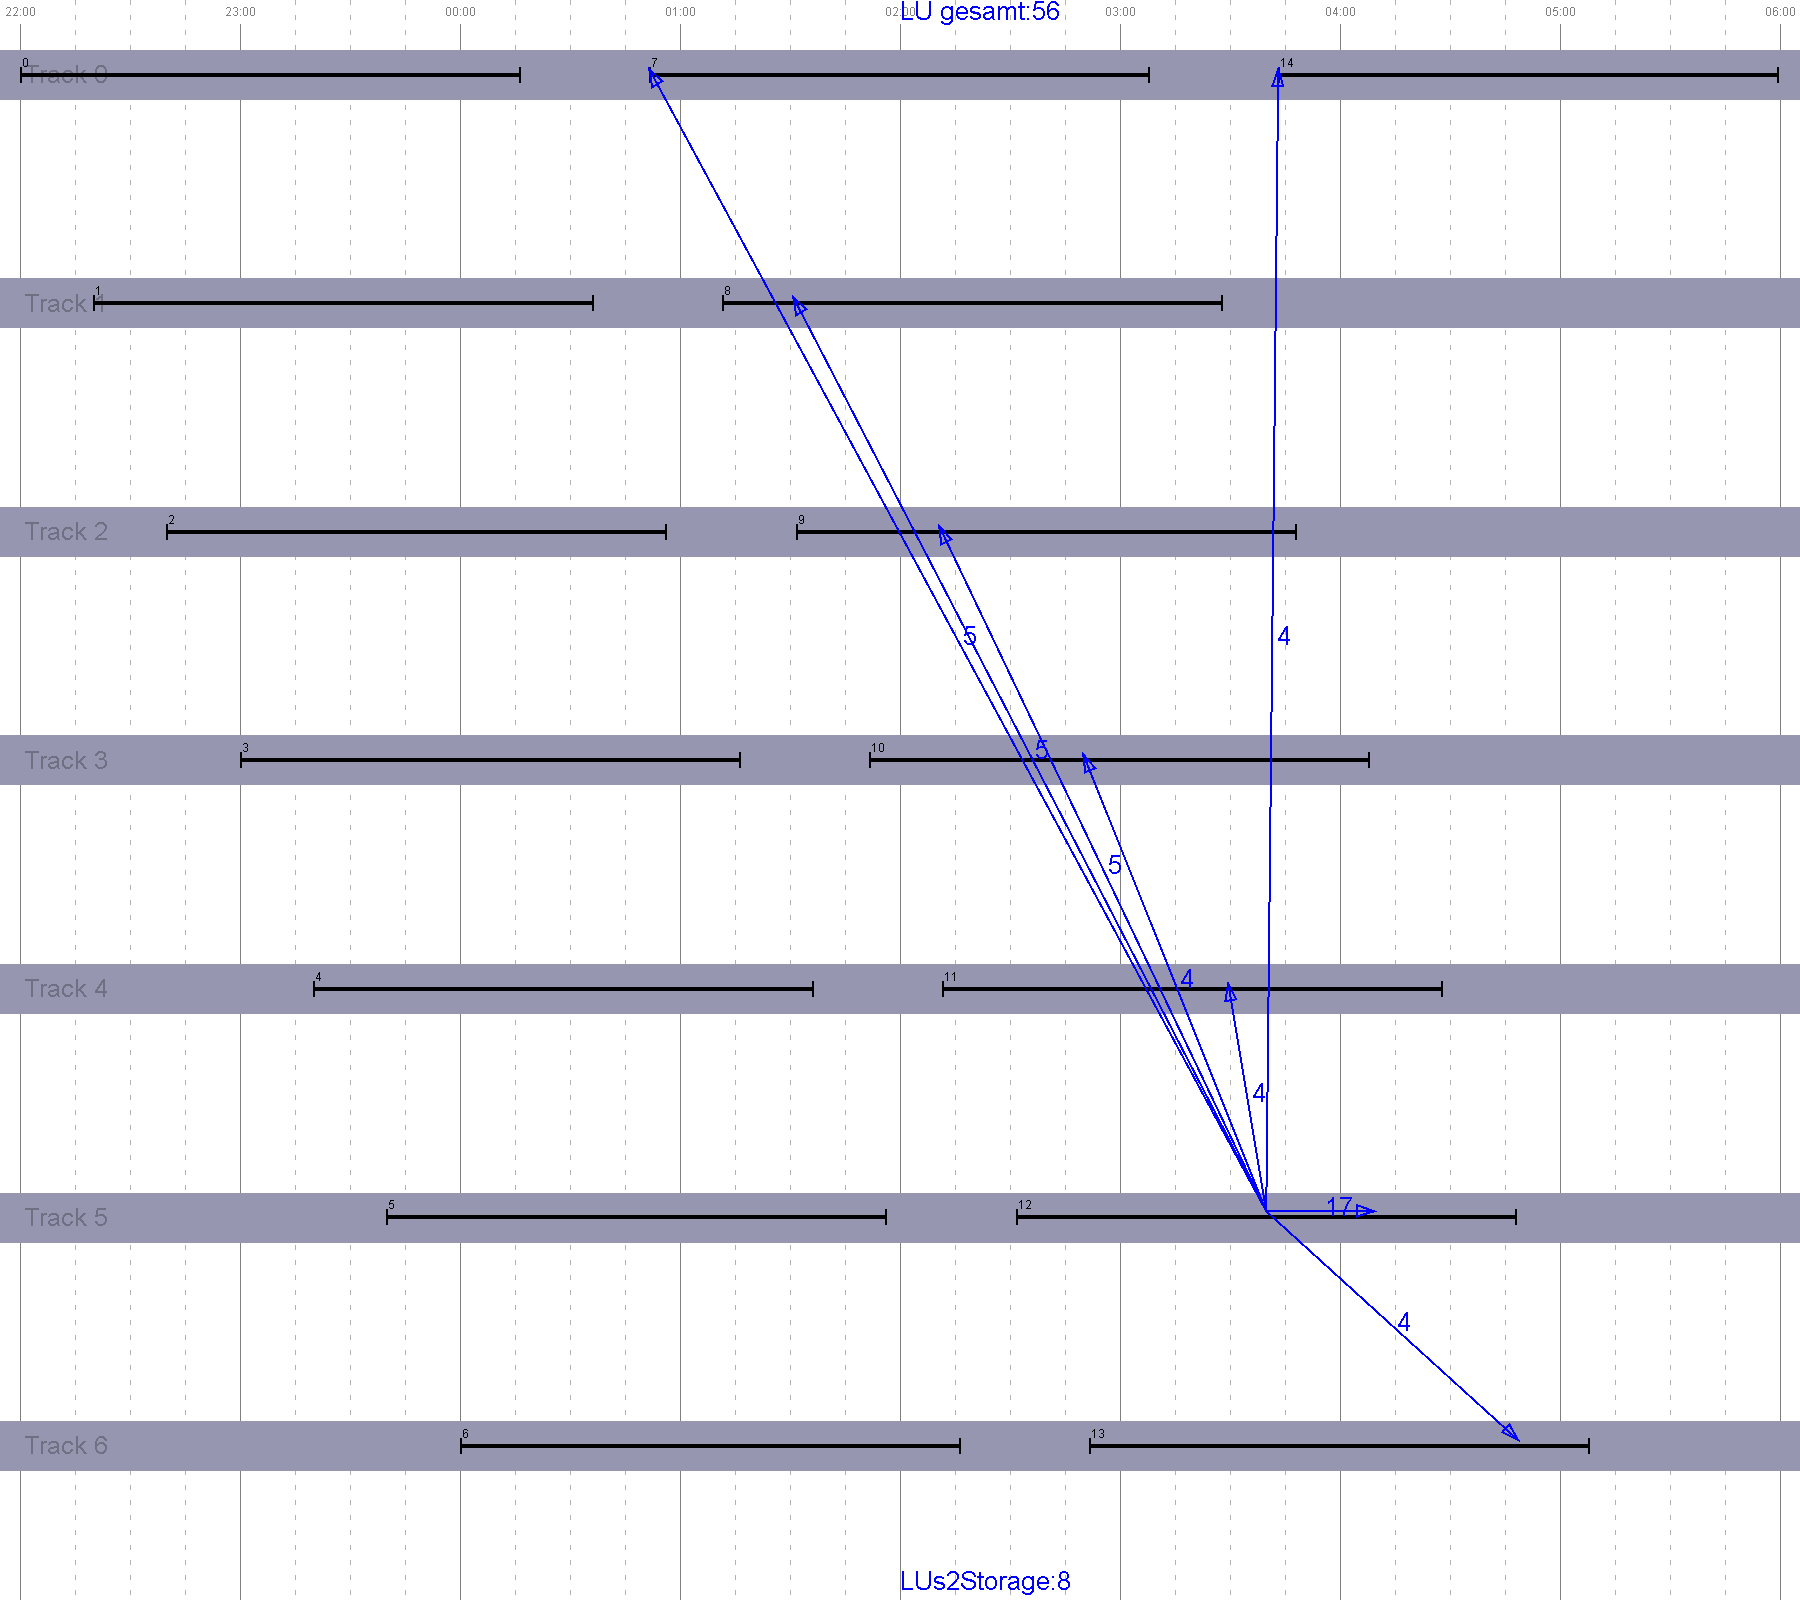 22:00 23:00 00:00 01:00 02:00 03:00 04:00 05:00 06:00
LU gesamt:56
Track 0 0 7 14
Track 1 1 8
Track 2 2 9
5 4
Track 3 3 10 5
5
Track 4 4 11 4
4
Track 5 5 12 17
4
Track 6 6 13
LUs2Storage:8